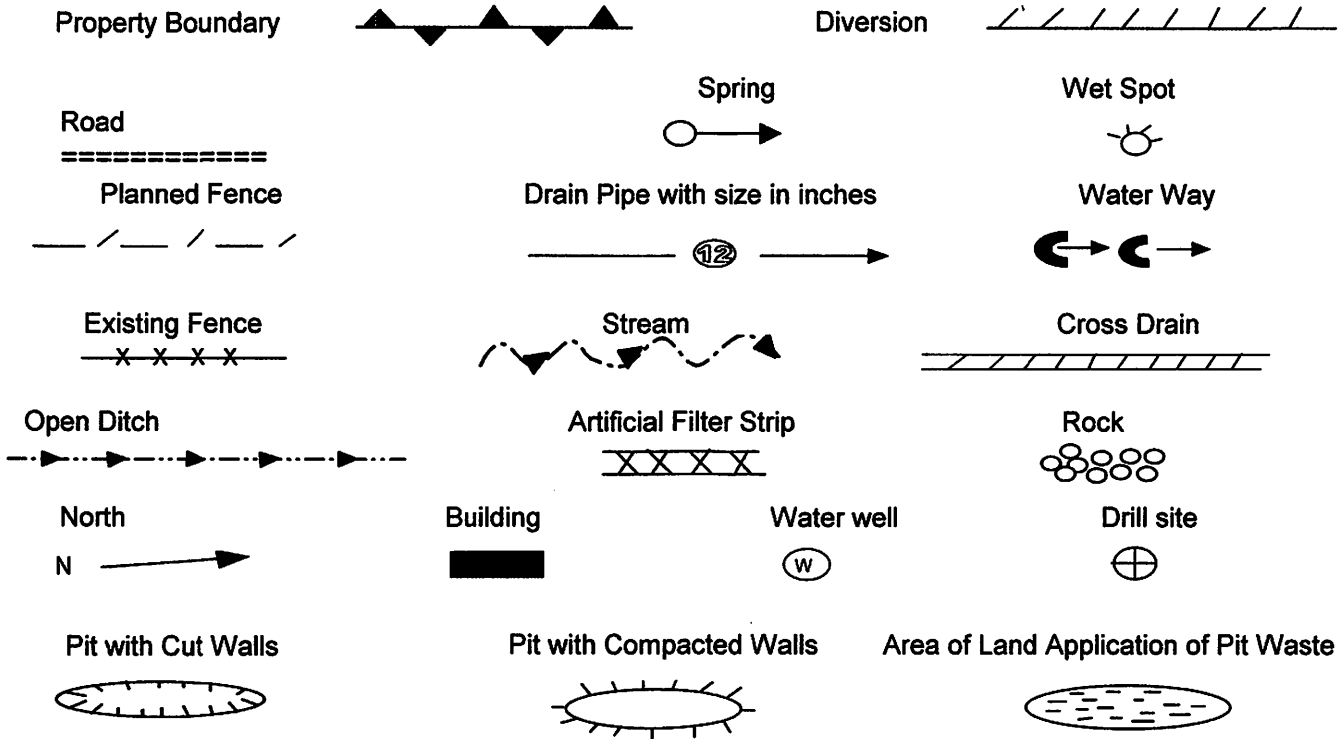 Property Boundary
Diversion
Spring
Wet Spot
Road
Planned Fence
Drain Pipe with size in inches
Water Way
12
Existing Fence
Stream
Cross Drain
X X X X
Open Ditch
Artificial Filter Strip
Rock
North
Building
Water well
Drill site
N
W
Pit with Cut Walls
Pit with Compacted Walls
Area of Land Application of Pit Waste